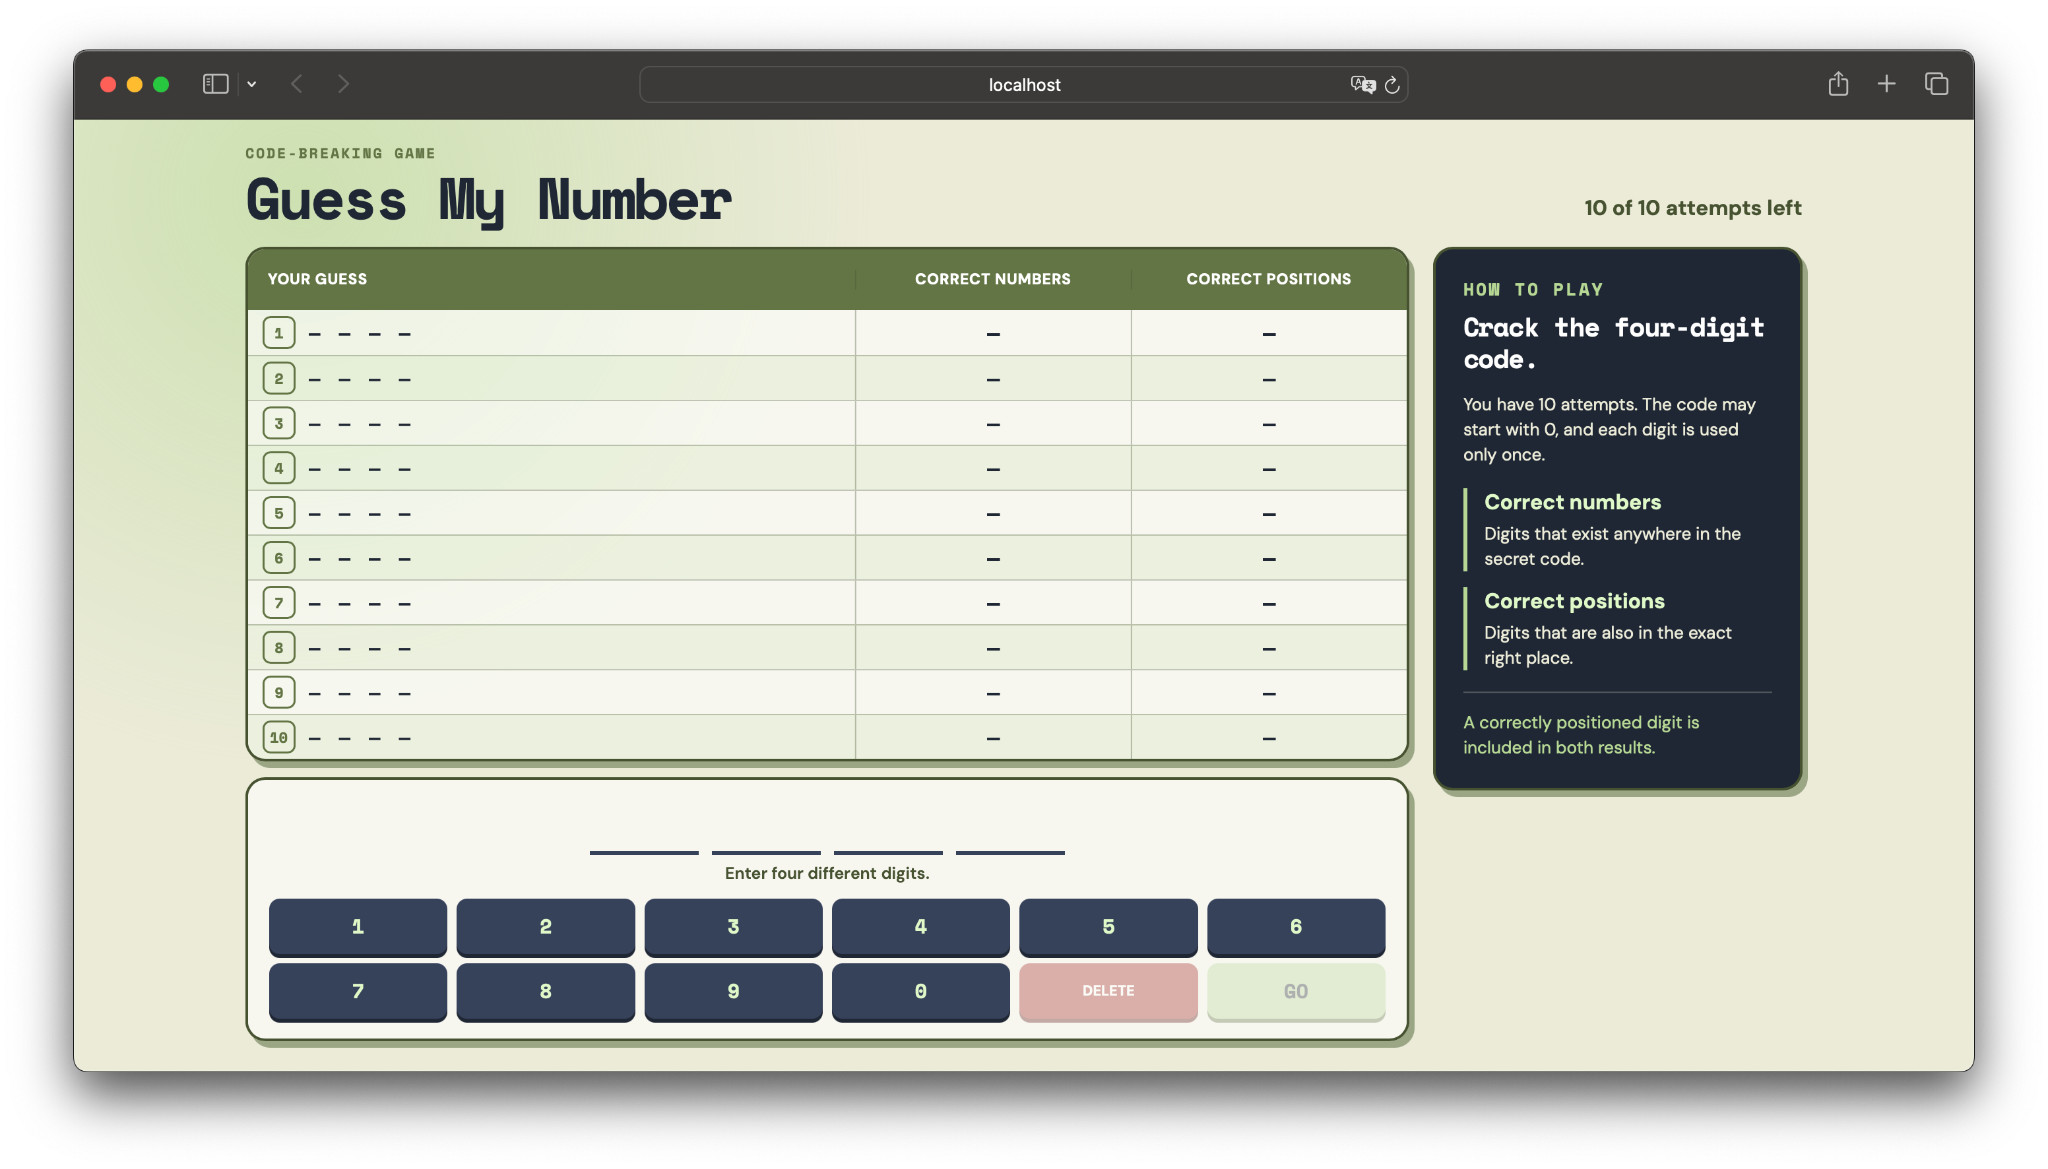 localhost
CODE-BREAKING GAME
Guess My Number
10 of 10 attempts left
YOUR GUESS CORRECT NUMBERS CORRECT POSITIONS
1 – – – – – –
2 – – – – – –
3 – – – – – –
4 – – – – – –
5 – – – – – –
6 – – – – – –
7 – – – – – –
8 – – – – – –
9 – – – – – –
10 – – – – – –
Enter four different digits.
1 2 3 4 5 6
7 8 9 0 DELETE GO
HOW TO PLAY
Crack the four-digit
code.
You have 10 attempts. The code may
start with 0, and each digit is used
only once.
Correct numbers
Digits that exist anywhere in the
secret code.
Correct positions
Digits that are also in the exact
right place.
A correctly positioned digit is
included in both results.